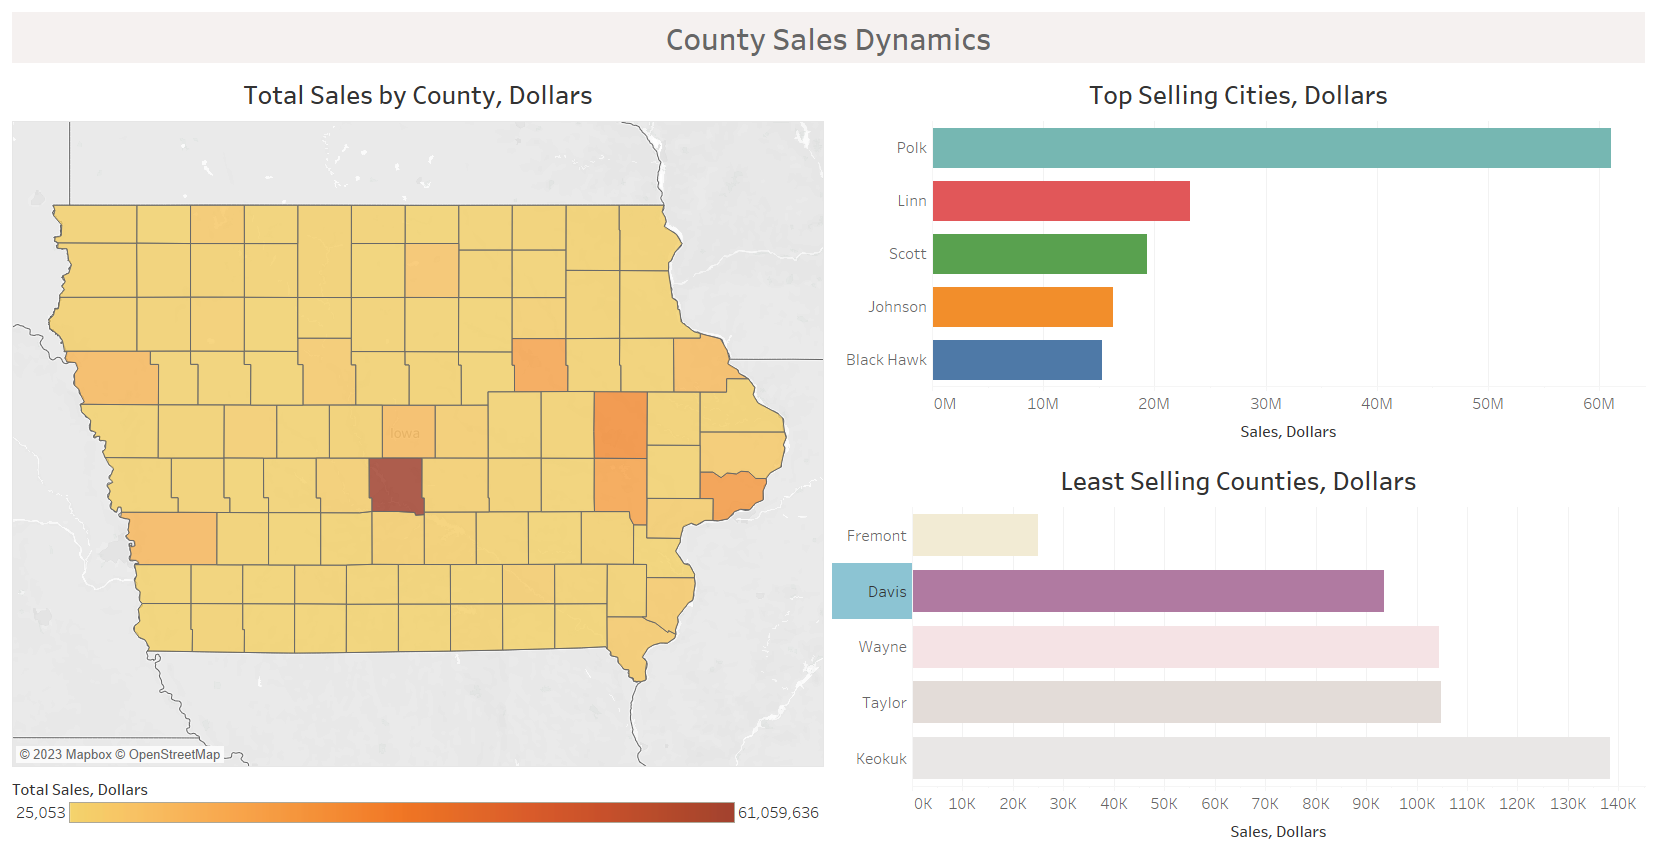 County Sales Dynamics
Total Sales by County, Dollars
Iowa
© 2023 Mapbox © OpenStreetMap
Total Sales, Dollars
25,053
61,059,636
Top Selling Cities, Dollars
Polk
Linn
Scott
Johnson
Black Hawk
0M 10M 20M 30M 40M 50M 60M
Sales, Dollars
Least Selling Counties, Dollars
Fremont
Davis
Wayne
Taylor
Keokuk
0K 10K 20K 30K 40K 50K 60K 70K 80K 90K 100K 110K 120K 130K 140K
Sales, Dollars